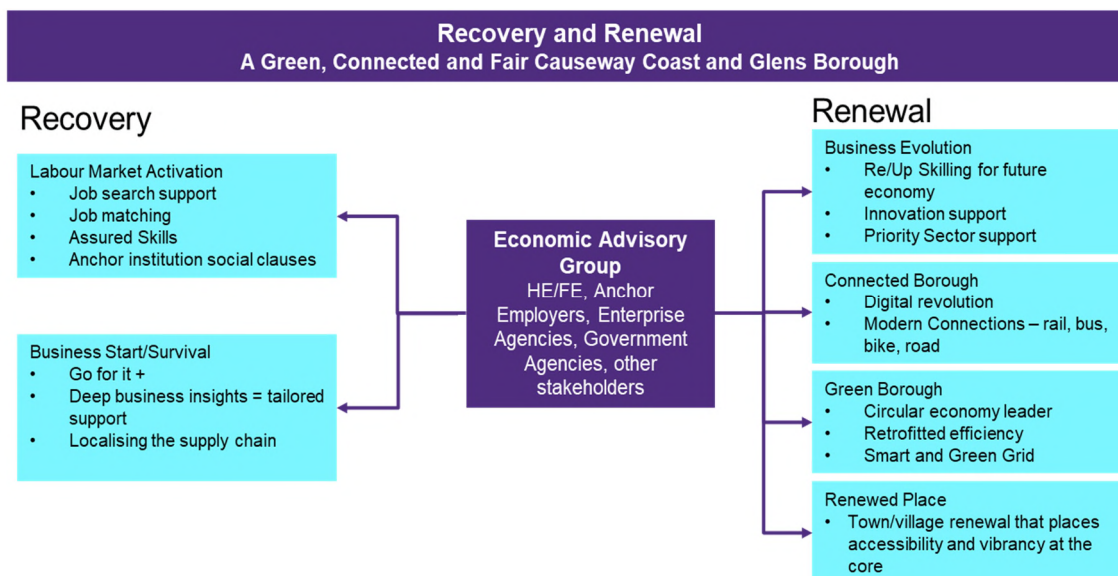 Recovery and Renewal
A Green, Connected and Fair Causeway Coast and Glens Borough
Recovery
Labour Market Activation
• Job search support
• Job matching
• Assured Skills
• Anchor institution social clauses
Business Start/Survival
• Go for it +
• Deep business insights = tailored
support
• Localising the supply chain
Economic Advisory
Group
HE/FE, Anchor
Employers, Enterprise
Agencies, Government
Agencies, other
stakeholders
Renewal
Business Evolution
• Re/Up Skilling for future
economy
• Innovation support
• Priority Sector support
Connected Borough
• Digital revolution
• Modern Connections – rail, bus,
bike, road
Green Borough
• Circular economy leader
• Retrofitted efficiency
• Smart and Green Grid
Renewed Place
• Town/village renewal that places
accessibility and vibrancy at the
core